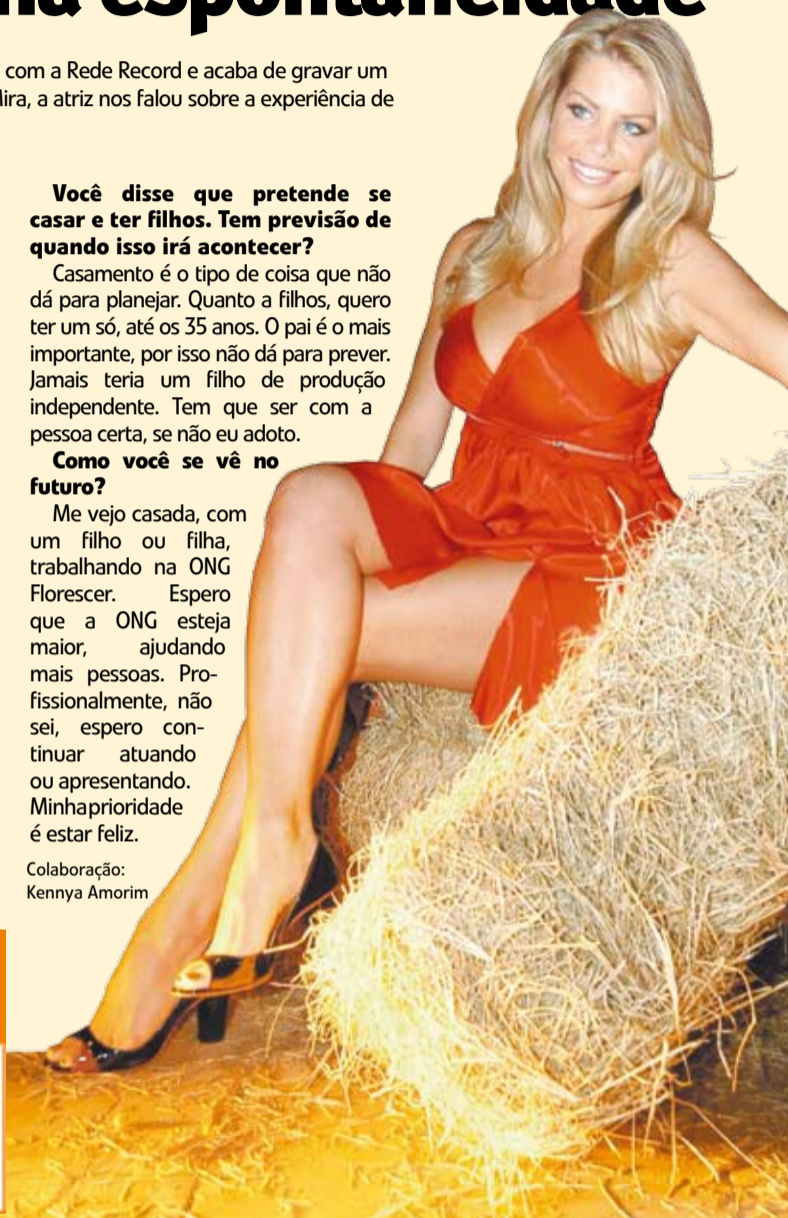 na espontaneidade
com a Rede Record e acaba de gravar um
Mira, a atriz nos falou sobre a experiência de
Você disse que pretende se
casar e ter filhos. Tem previsão de
quando isso irá acontecer?
Casamento é o tipo de coisa que não
dá para planejar. Quanto a filhos, quero
ter um só, até os 35 anos. O pai é o mais
importante, por isso não dá para prever.
Jamais teria um filho de produção
independente. Tem que ser com a
pessoa certa, se não eu adoto.
Como você se vê no
futuro?
Me vejo casada, com
um filho ou filha,
trabalhando na ONG
Florescer. Espero
que a ONG esteja
maior, ajudando
mais pessoas. Pro-
fissionalmente, não
sei, espero con-
tinuar atuando
ou apresentando.
Minha prioridade
é estar feliz.
Colaboração:
Kennya Amorim